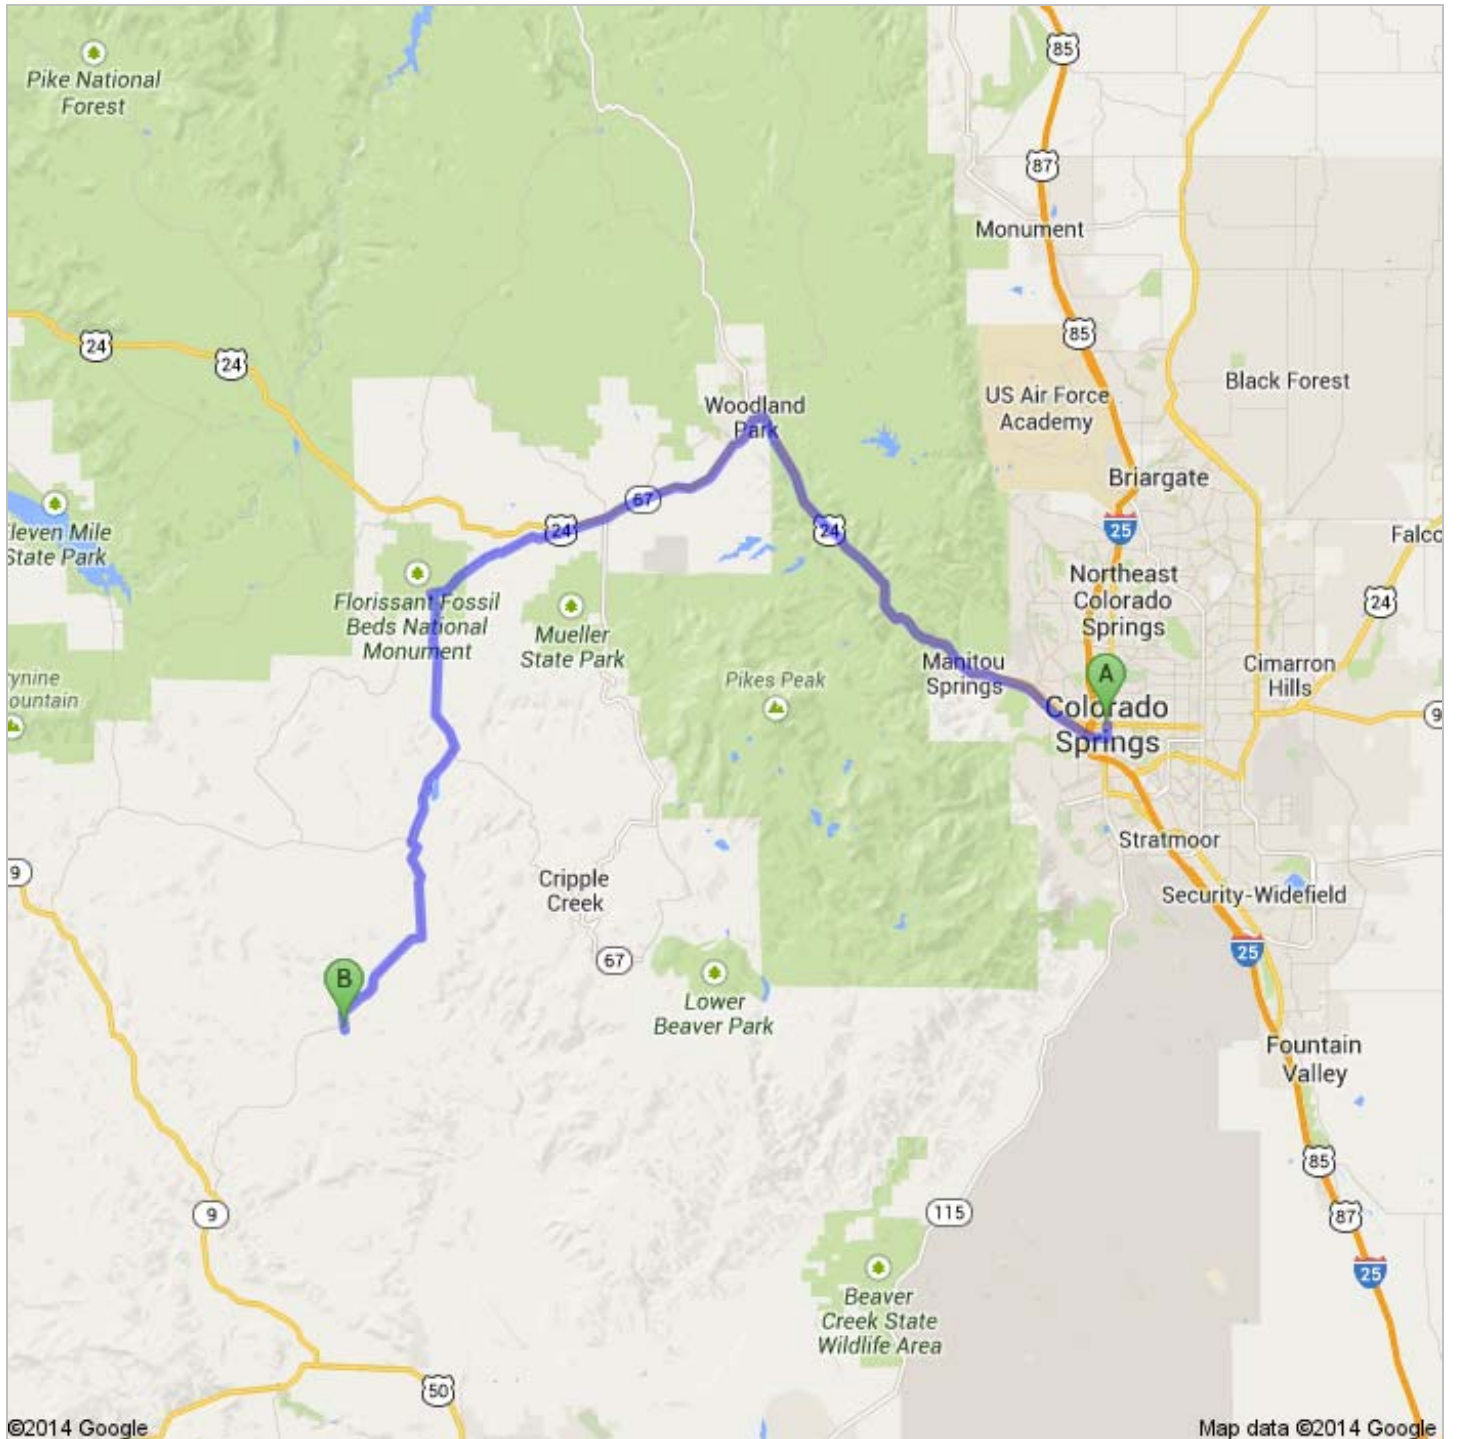 Pike National
Forest
85
87
Monument
85
24
24
Black Forest
US Air Force
Academy
Woodland
Park
Briargate
67
24
24
25
Eleven Mile
State Park
Falco
Northeast
Colorado
Springs
24
Florissant Fossil
Beds National
Monument
Mueller
State Park
Manitou
Springs
Cimarron
Hills
Pikes Peak
A
rynine
ountain
Colorado
Springs
9
Stratmoor
9
Cripple
Creek
Security-Widefield
25
67
B
Lower
Beaver Park
Fountain
Valley
85
9
115
87
25
Beaver
Creek State
Wildlife Area
50
©2014 Google
Map data ©2014 Google